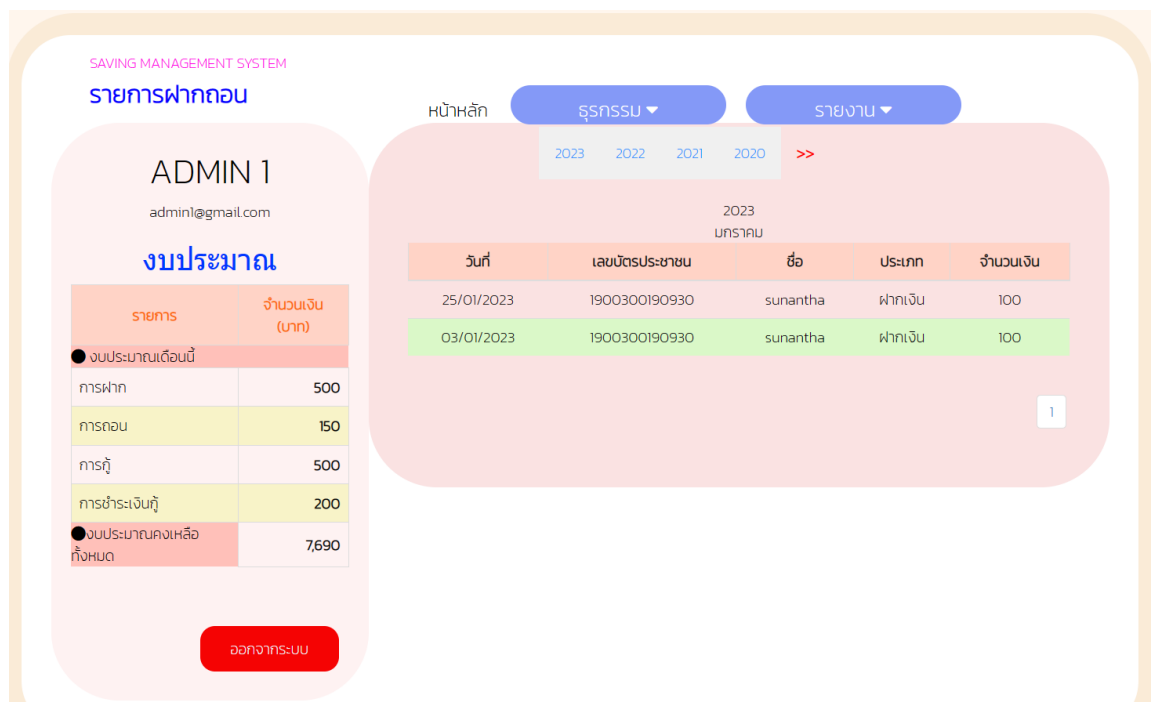 SAVING MANAGEMENT SYSTEM
รายการฝากถอน
หน้าหลัก ธุรกรรม รายงาน
2023 2022 2021 2020 >>
ADMIN 1
admin1@gmail.com
งบประมาณ
รายการ จำนวนเงิน (บาท)
งบประมาณเดือนนี้
การฝาก 500
การถอน 150
การกู้ 500
การชำระเงินกู้ 200
งบประมาณคงเหลือ
ทั้งหมด 7,690
ออกจากระบบ
2023
มกราคม
วันที่ เลขบัตรประชาชน ชื่อ ประเภท จำนวนเงิน
25/01/2023 1900300190930 sunantha ฝากเงิน 100
03/01/2023 1900300190930 sunantha ฝากเงิน 100
1